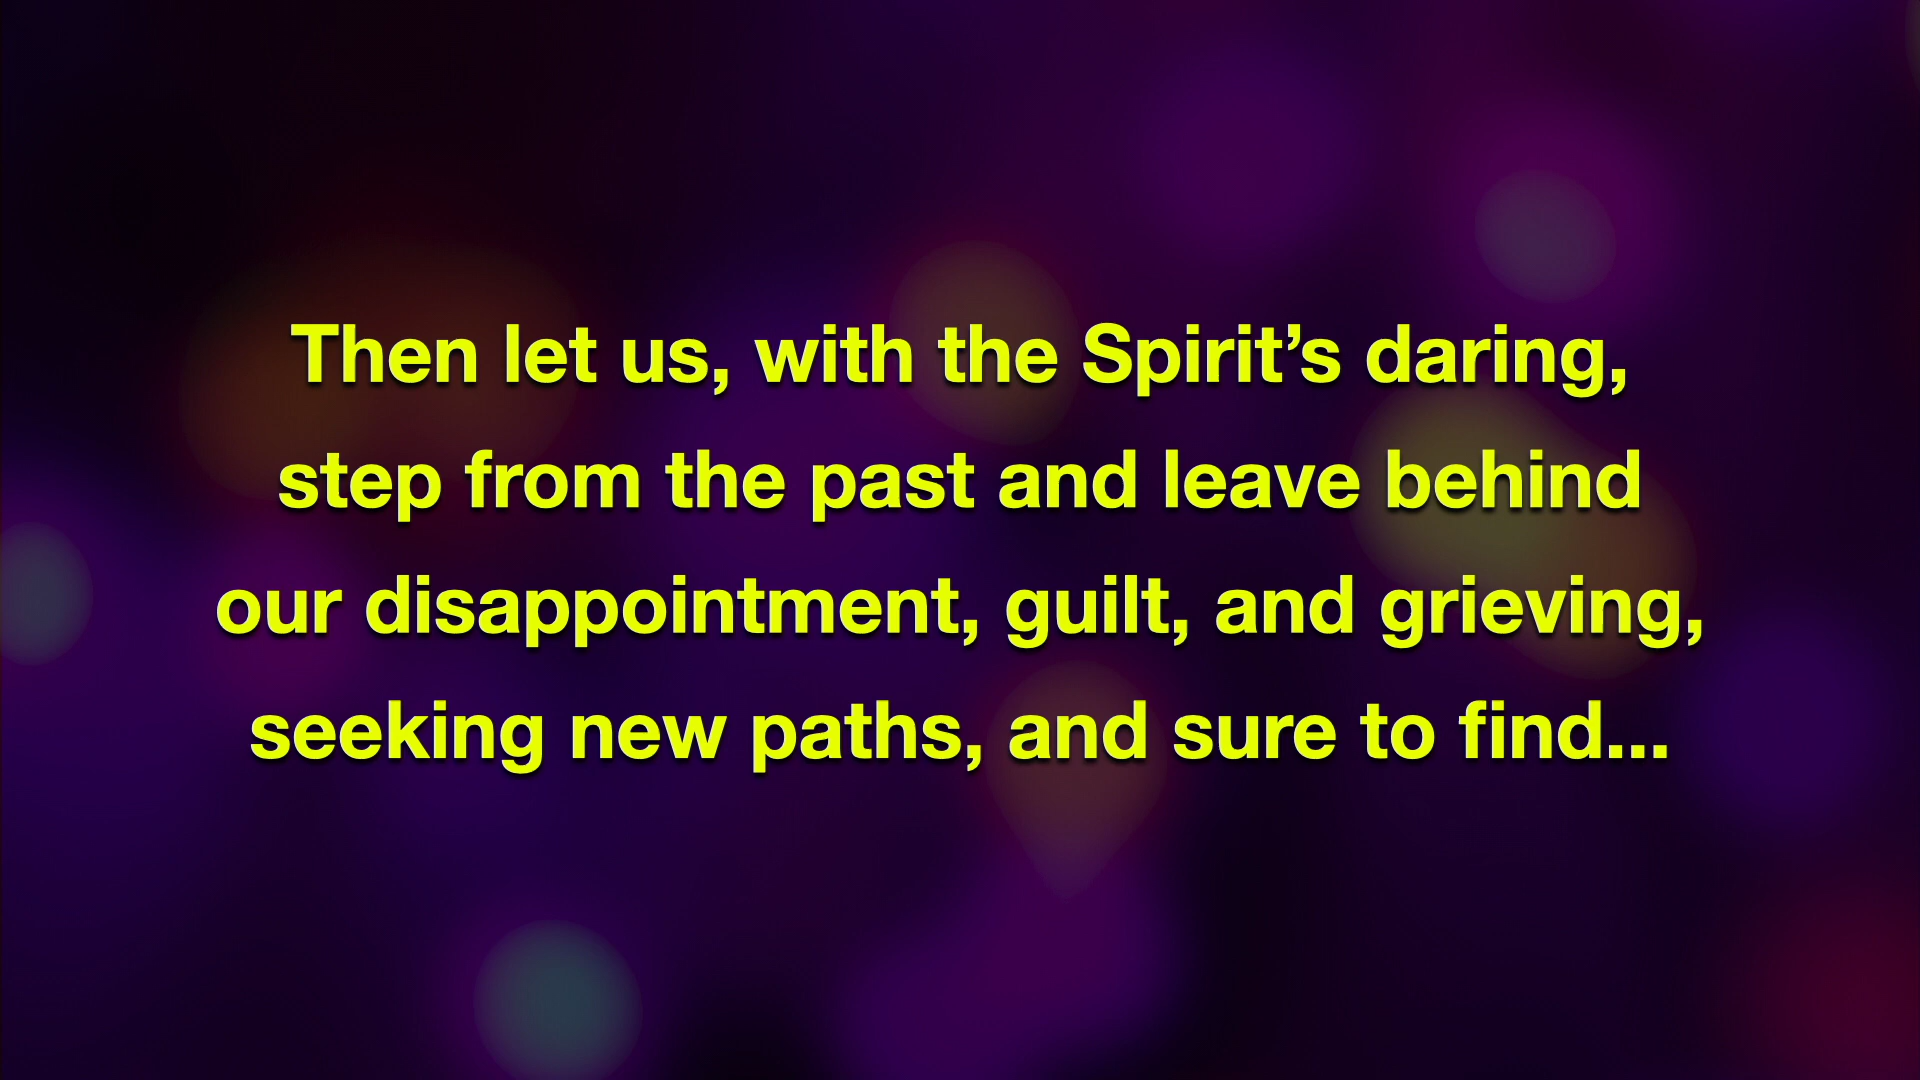 Then let us, with the Spirit’s daring,
step from the past and leave behind
our disappointment, guilt, and grieving,
seeking new paths, and sure to find...